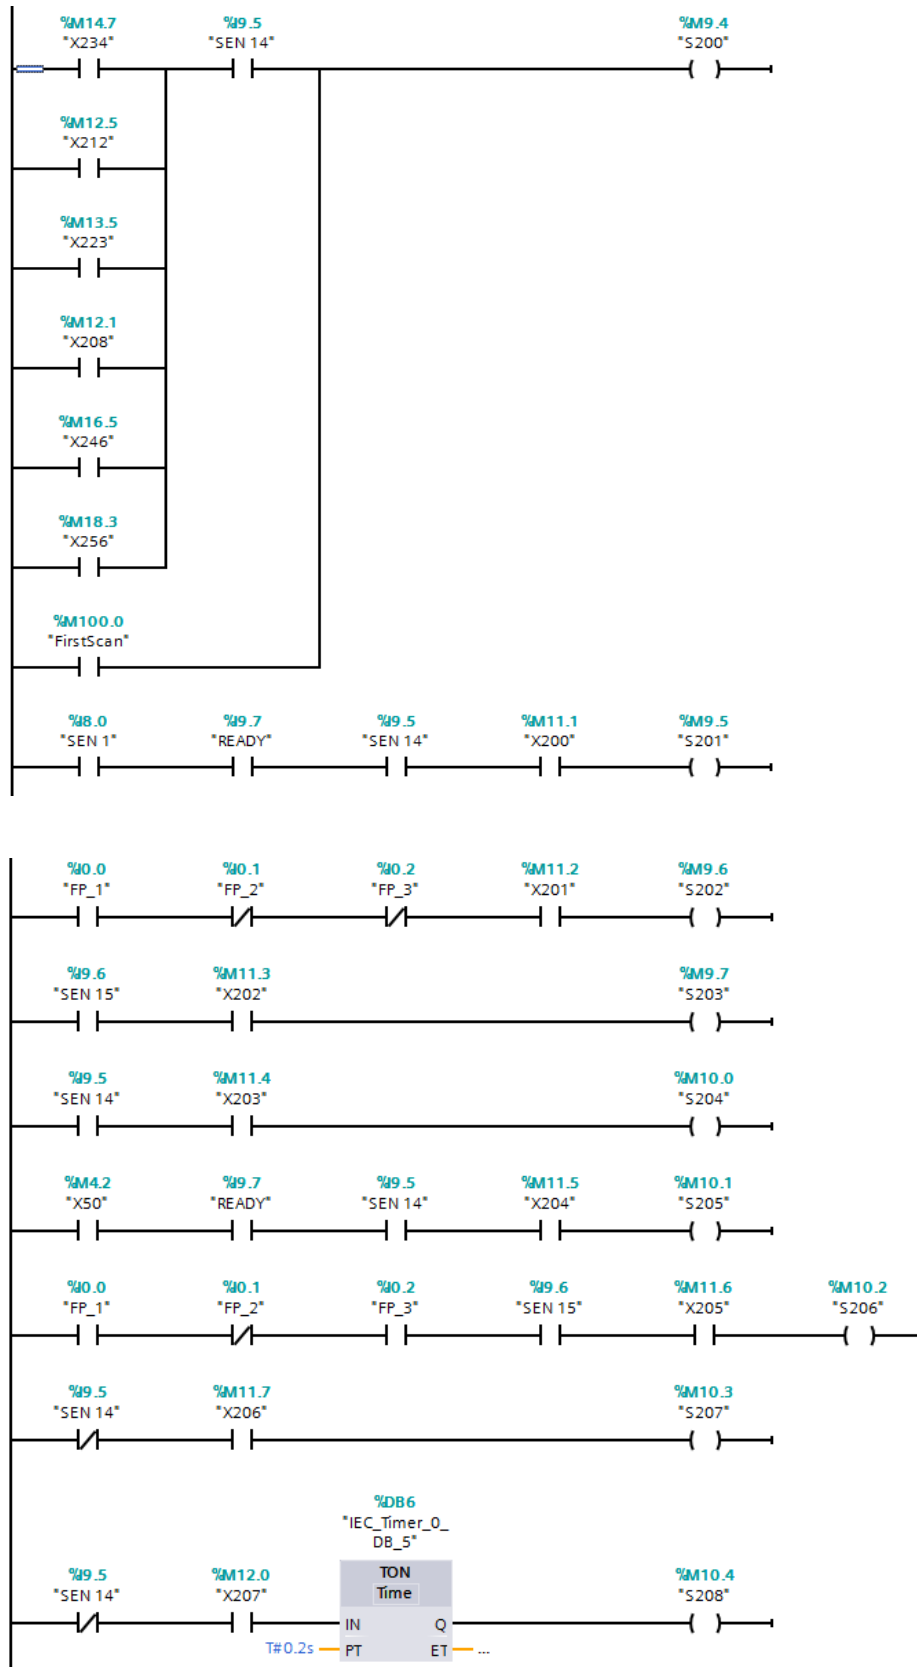 %M14.7 %I9.5 %M9.4
"X234" "SEN 14" "S200"
%M12.5
"X212"
%M13.5
"X223"
%M12.1
"X208"
%M16.5
"X246"
%M18.3
"X256"
%M100.0
"FirstScan"
%I8.0 %I9.7 %I9.5 %M11.1 %M9.5
"SEN 1" "READY" "SEN 14" "X200" "S201"
%I0.0 %I0.1 %I0.2 %M11.2 %M9.6
"FP_1" "FP_2" "FP_3" "X201" "S202"
%I9.6 %M11.3 %M9.7
"SEN 15" "X202" "S203"
%I9.5 %M11.4 %M10.0
"SEN 14" "X203" "S204"
%M4.2 %I9.7 %I9.5 %M11.5 %M10.1
"X50" "READY" "SEN 14" "X204" "S205"
%I0.0 %I0.1 %I0.2 %I9.6 %M11.6 %M10.2
"FP_1" "FP_2" "FP_3" "SEN 15" "X205" "S206"
%I9.5 %M11.7 %M10.3
"SEN 14" "X206" "S207"
%DB6
"IEC_Timer_0_
DB_5"
%I9.5 %M12.0 TON %M10.4
"SEN 14" "X207" Time "S208"
IN Q
T#0.2s PT ET ...